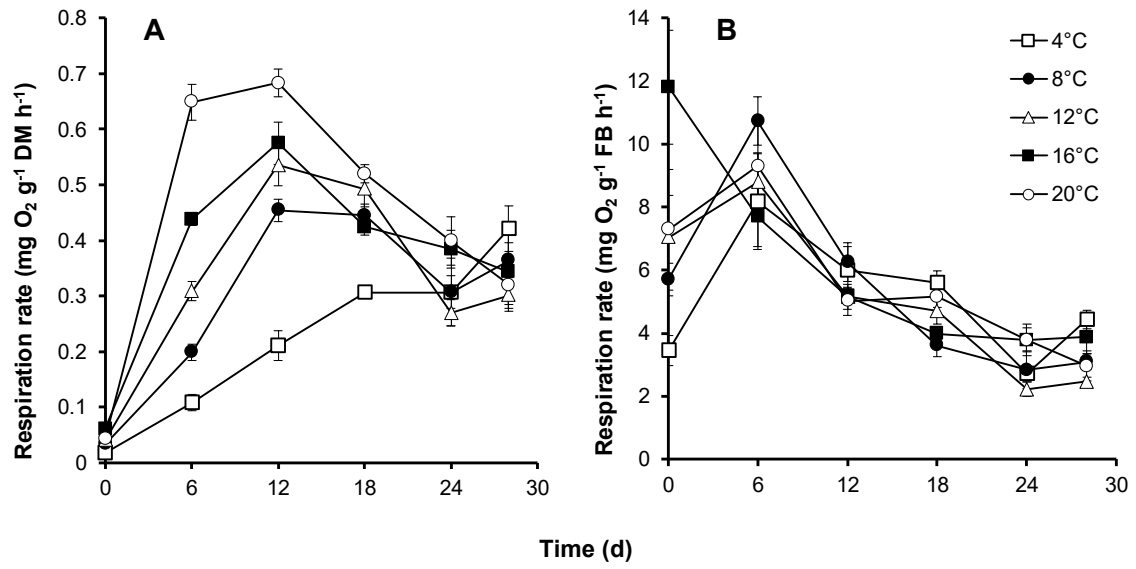 A
Respiration rate (mg O₂ g⁻¹ DM h⁻¹)
0.8
0.7
0.6
0.5
0.4
0.3
0.2
0.1
0
0 6 12 18 24 30
B
Respiration rate (mg O₂ g⁻¹ FB h⁻¹)
14
12
10
8
6
4
2
0
0 6 12 18 24 30
4°C
8°C
12°C
16°C
20°C
Time (d)